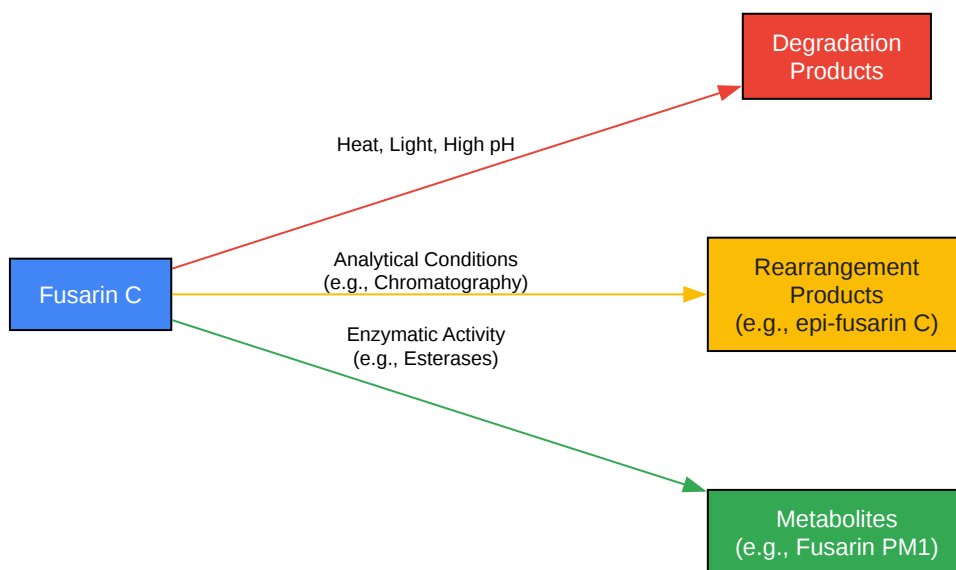 Degradation
Products
Heat, Light, High pH
Analytical Conditions
(e.g., Chromatography)
Rearrangement
Products
(e.g., epi-fusarin C)
Fusarin C
Enzymatic Activity
(e.g., Esterases)
Metabolites
(e.g., Fusarin PM1)